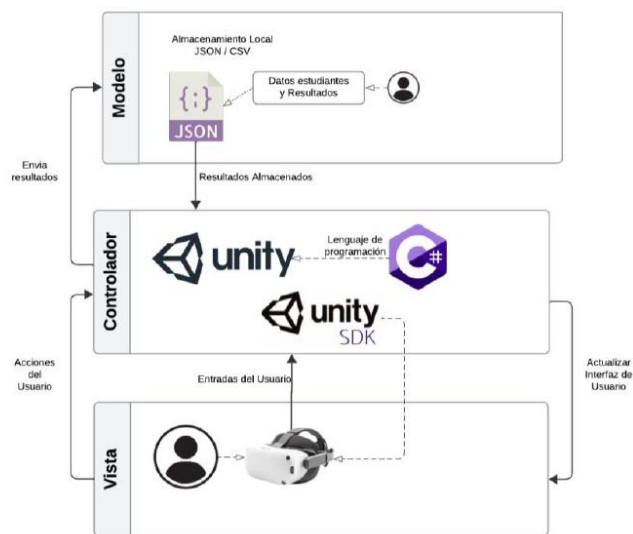 Almacenamiento Local
JSON / CSV
Modelo
{;}
JSON
Datos estudiantes
y Resultados
Envia
resultados
Resultados Almacenados
Controlador
unity
Lenguaje de
programación
C#
unity
SDK
Acciones
del
Usuario
Entradas del Usuario
Actualizar
Interfaz de
Usuario
Vista